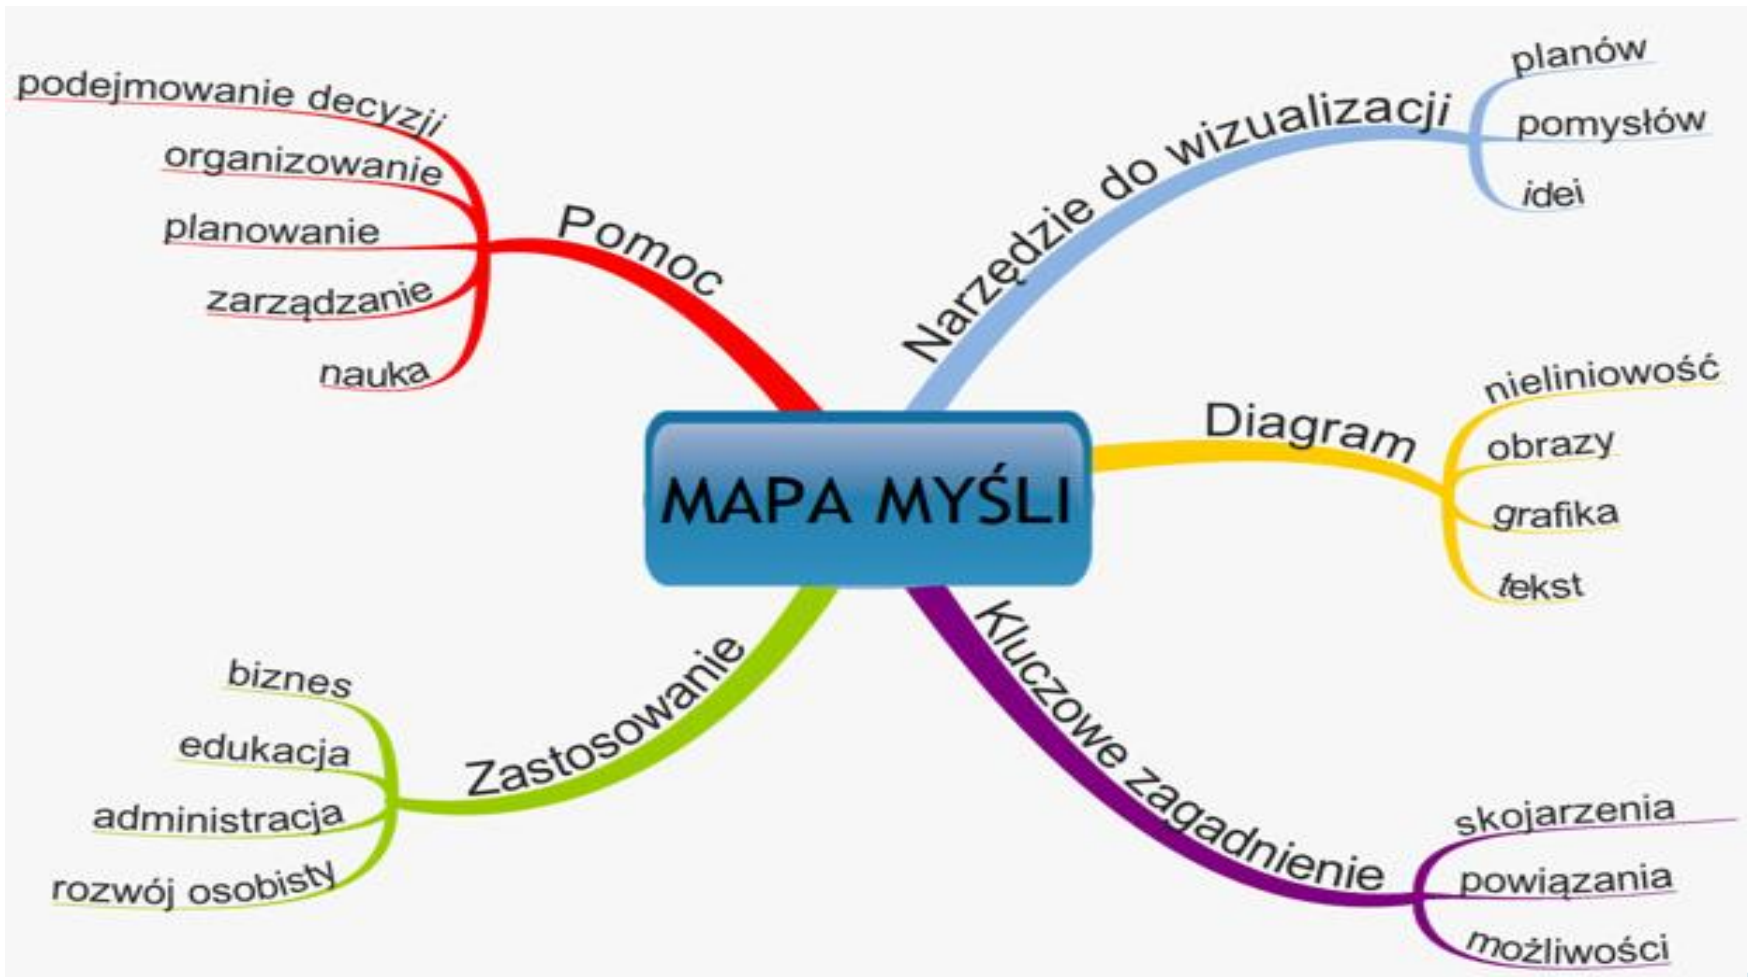 MAPA MYŚLI
Pomoc
podejmowanie decyzji
organizowanie
planowanie
zarządzanie
nauka
Narzędzie do wizualizacji
planów
pomysłów
idei
Diagram
nieliniowość
obrazy
grafika
tekst
Kluczowe zagadnienie
skojarzenia
powiązania
możliwości
Zastosowanie
biznes
edukacja
administracja
rozwój osobisty